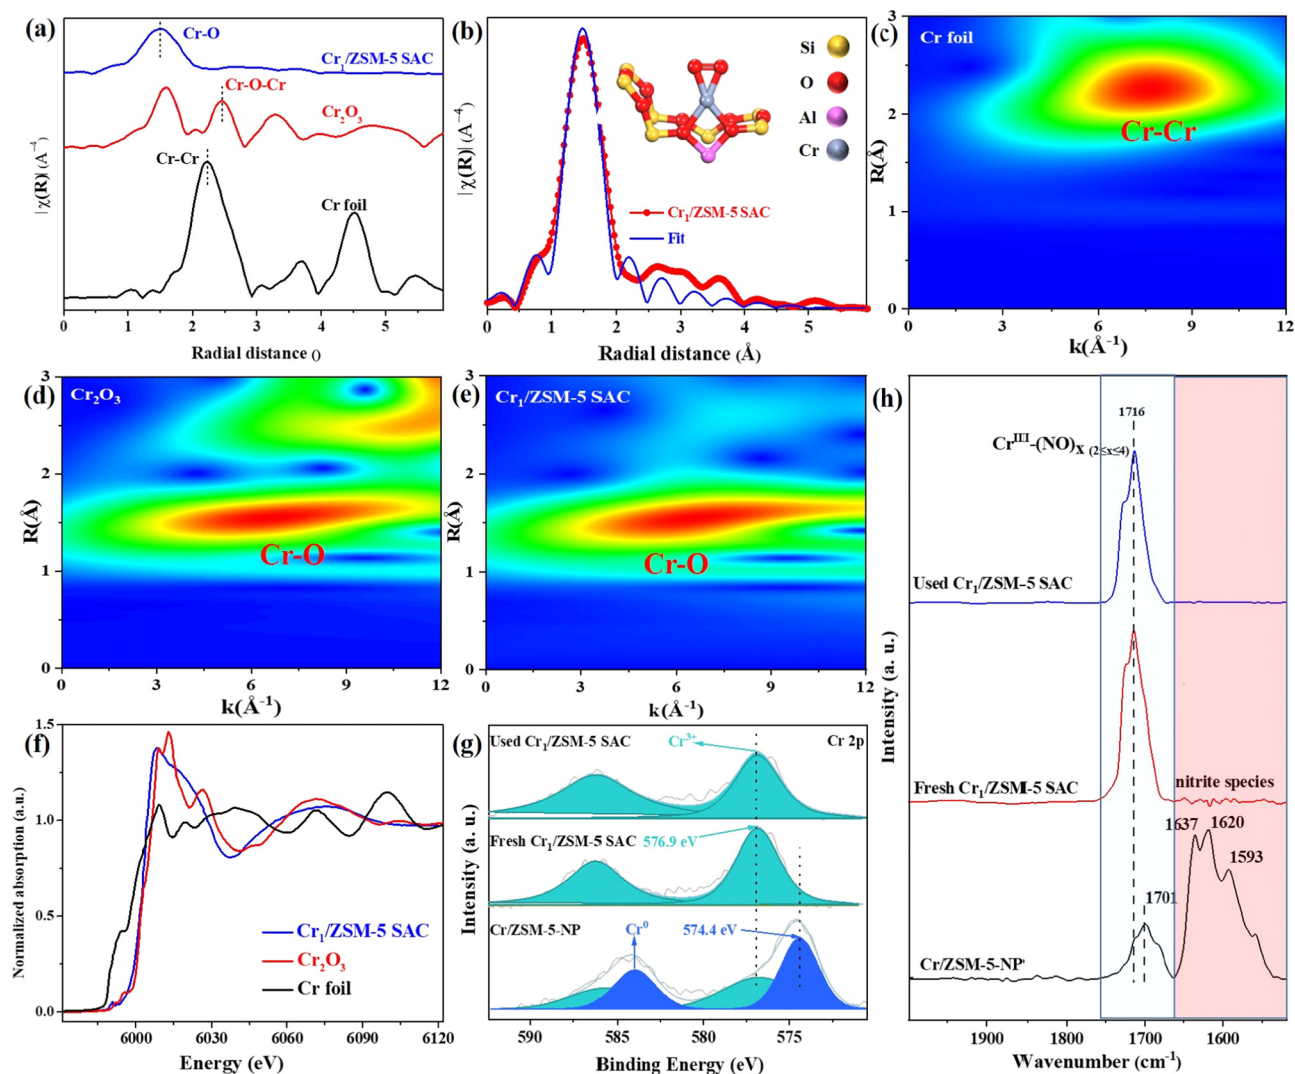 (a)
Cr-O
Cr₁/ZSM-5 SAC
Cr-O-Cr
Cr₂O₃
Cr-Cr
Cr foil
|χ(R)| (A⁻⁴)
0 1 2 3 4 5
Radial distance ()
(b)
Si
O
Al
Cr
Cr₁/ZSM-5 SAC
Fit
|χ(R)| (A⁻⁴)
0 1 2 3 4 5
Radial distance (Å)
(c)
Cr foil
Cr-Cr
R(Å)
3
2
1
0
0 3 6 9 12
k(Å⁻¹)
(d)
Cr₂O₃
Cr-O
R(Å)
3
2
1
0
0 3 6 9 12
k(Å⁻¹)
(e)
Cr₁/ZSM-5 SAC
Cr-O
R(Å)
3
2
1
0
0 3 6 9 12
k(Å⁻¹)
(f)
Cr₁/ZSM-5 SAC
Cr₂O₃
Cr foil
Normalized absorption (a.u.)
1.5
1.0
0.5
0.0
6000 6030 6060 6090 6120
Energy (eV)
(g)
Used Cr₁/ZSM-5 SAC
Cr³⁺
Cr 2p
Fresh Cr₁/ZSM-5 SAC
576.9 eV
Cr/ZSM-5-NP
Cr⁰
574.4 eV
Intensity (a. u.)
590 585 580 575
Binding Energy (eV)
(h)
1716
Crᴵᴵᴵ-(NO)x (2≤x≤4)
Used Cr₁/ZSM-5 SAC
Fresh Cr₁/ZSM-5 SAC
nitrite species
1637
1620
1593
1701
Cr/ZSM-5-NP
Intensity (a. u.)
1900 1800 1700 1600
Wavenumber (cm⁻¹)